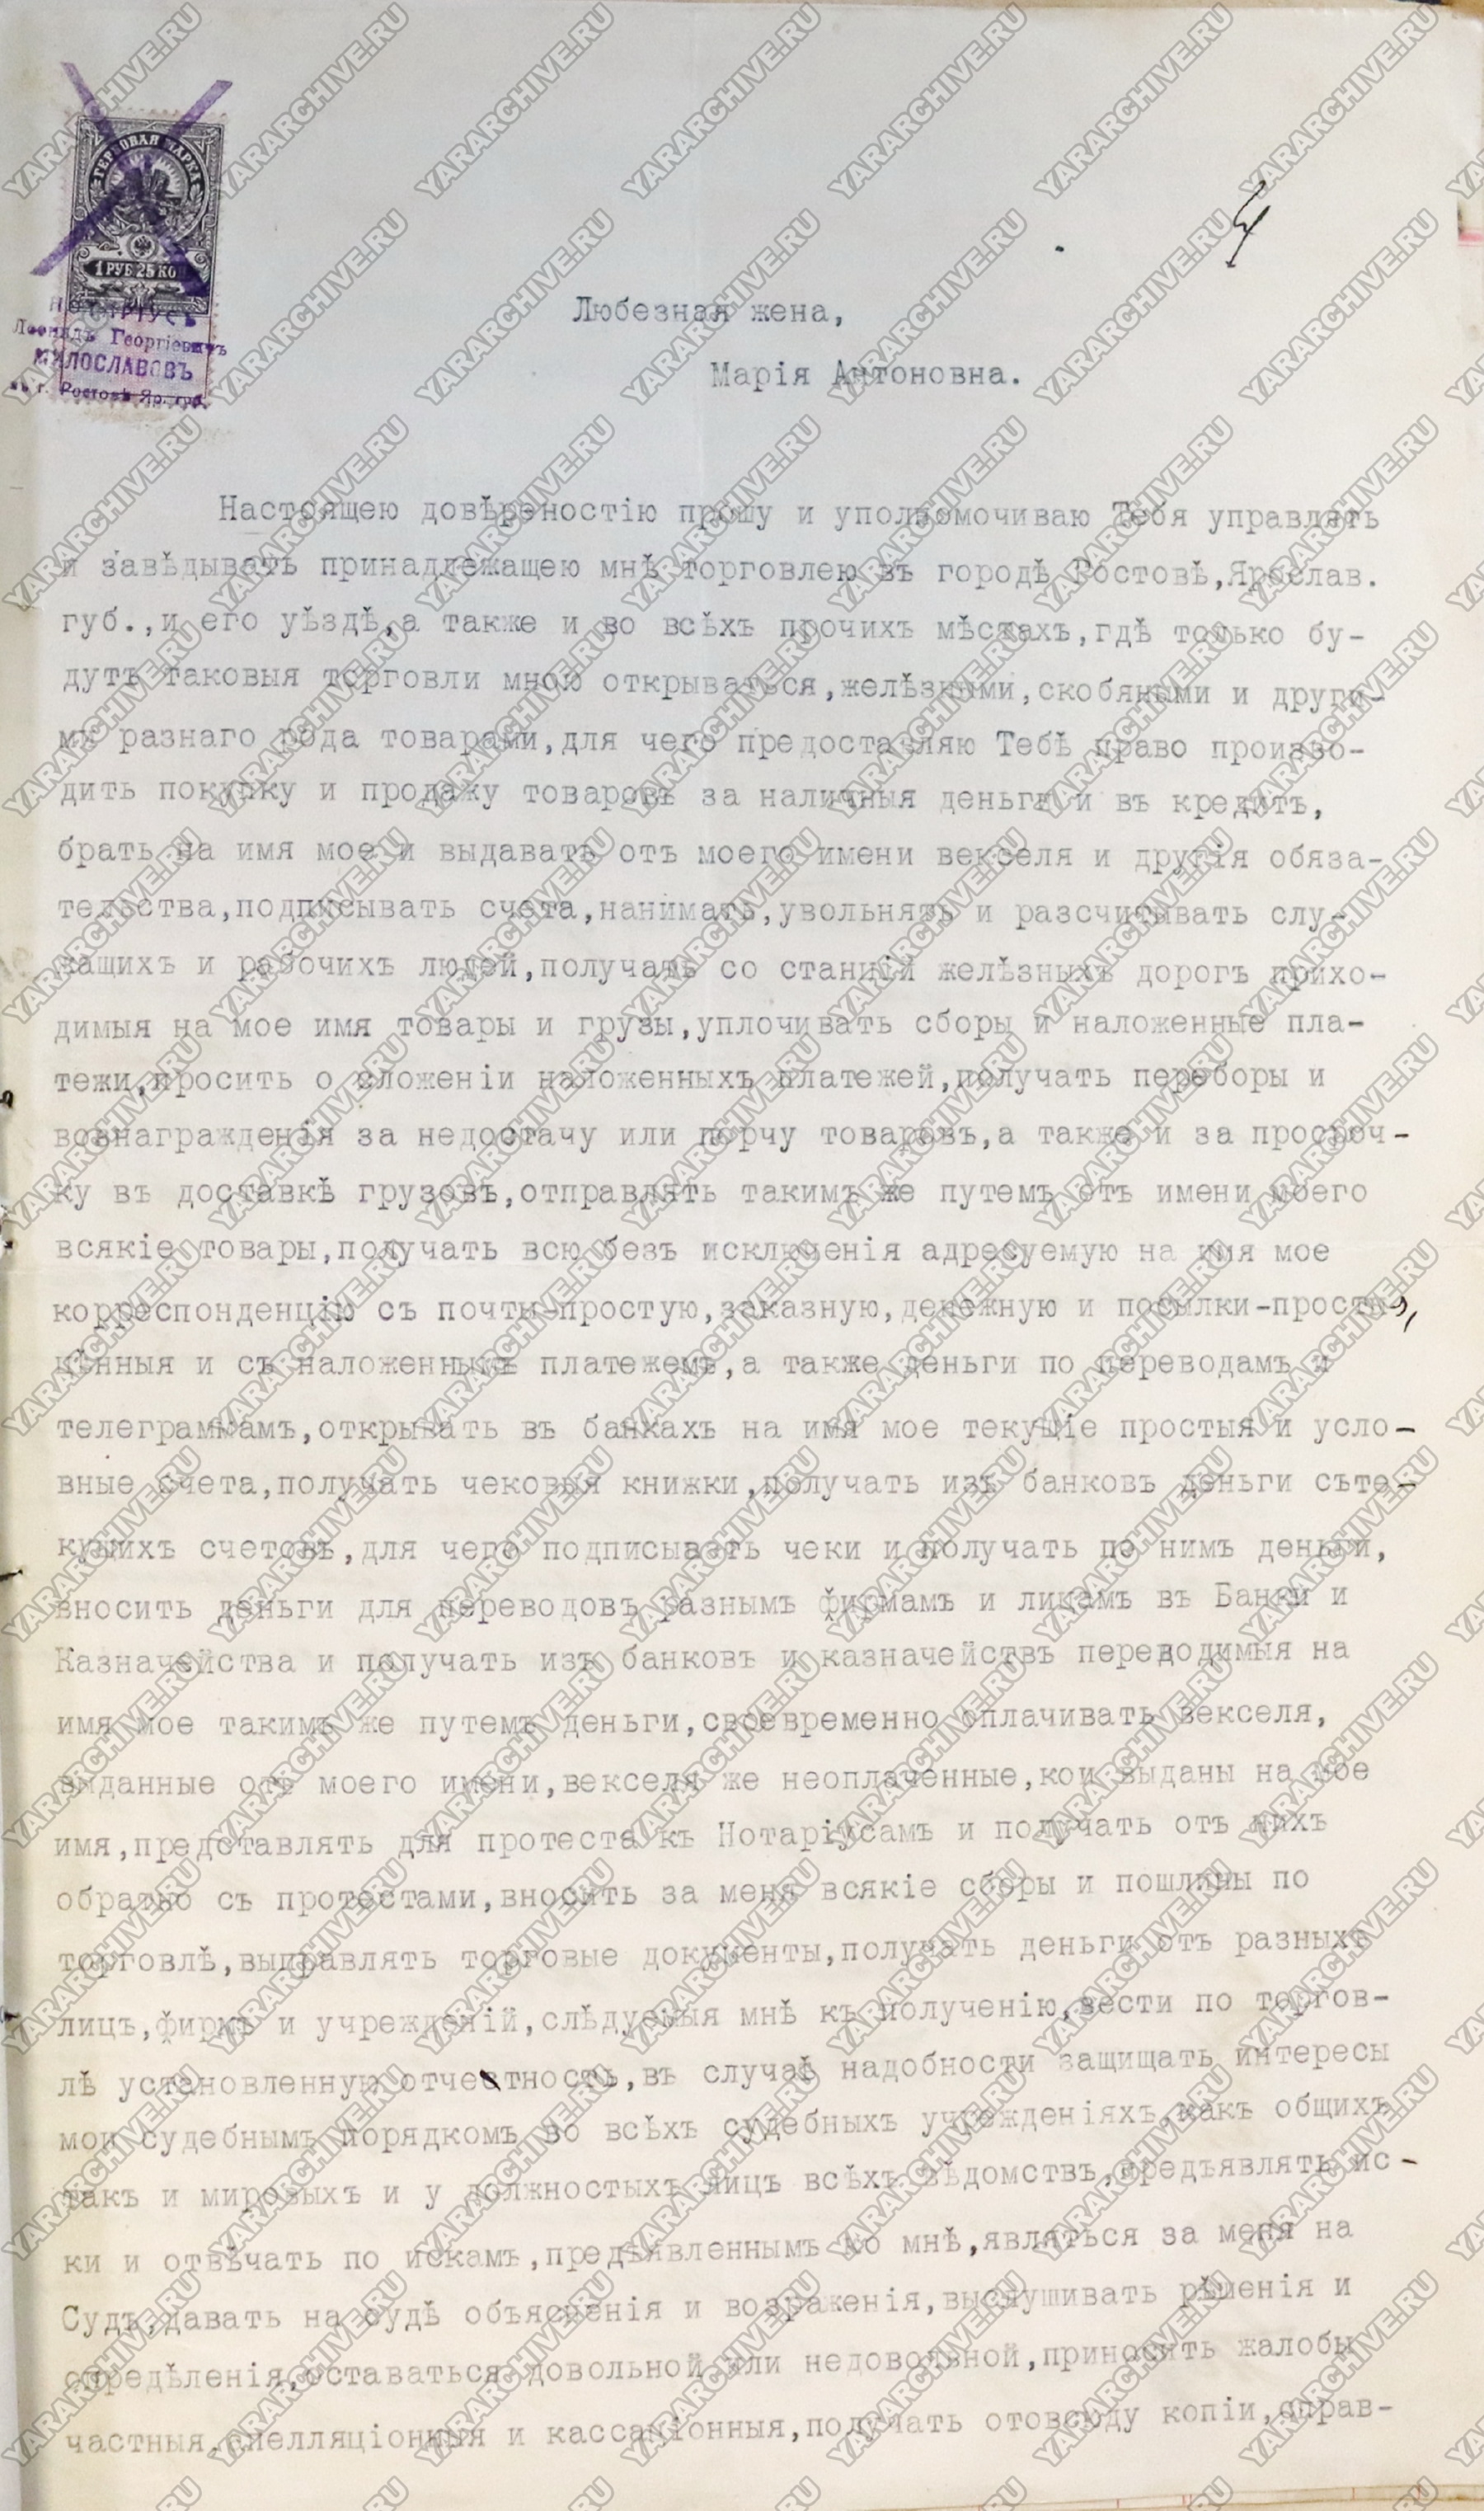 ГЕРБОВАЯ МАРКА
1 РУБ 25 КОП
НОТАРІУСЪ
Леонидъ Георгіевичъ
МИЛОСЛАВОВЪ
въ г. Ростовѣ Яр. губ.
4
Любезная жена,
Марія Антоновна.
Настоящею довѣреностію прошу и уполномочиваю Тебя управлять
и завѣдывать принадлежащею мнѣ торговлею въ городѣ Ростовѣ,Ярослав.
губ.,и его уѣздѣ,а также и во всѣхъ прочихъ мѣстахъ,гдѣ только бу-
дутъ таковыя торговли мною открываться,желѣзными,скобяными и други-
ми разнаго рода товарами,для чего предоставляю Тебѣ право произво-
дить покупку и продажу товаровъ за наличныя деньги и въ кредитъ,
брать на имя мое и выдавать отъ моего имени векселя и другія обяза-
тельства,подписывать счета,нанимать,увольнять и разсчитывать слу-
жащихъ и рабочихъ людей,получать со станцій желѣзныхъ дорогъ прихо-
димыя на мое имя товары и грузы,уплочивать сборы и наложенные пла-
тежи,просить о сложеніи наложенныхъ платежей,получать переборы и
вознагражденія за недостачу или порчу товаровъ,а также и за просроч-
ку въ доставкѣ грузовъ,отправлять такимъ же путемъ отъ имени моего
всякіе товары,получать всю безъ исключенія адресуемую на имя мое
корреспонденцію съ почты-простую,заказную,денежную и посылки-простыя,
цѣнныя и съ наложеннымъ платежемъ,а также деньги по переводамъ и
телеграммамъ,открывать въ банкахъ на имя мое текущіе простыя и усло-
вные счета,получать чековыя книжки,получать изъ банковъ деньги съте-
кущихъ счетовъ,для чего подписывать чеки и получать по нимъ деньги,
вносить деньги для переводовъ разнымъ фирмамъ и лицамъ въ Банки и
Казначейства и получать изъ банковъ и казначействъ переводимыя на
имя мое такимъ же путемъ деньги,своевременно оплачивать векселя,
выданные отъ моего имени,векселя же неоплаченные,кои выданы на мое
имя,представлять для протеста къ Нотаріусамъ и получать отъ нихъ
обратно съ протестами,вносить за меня всякіе сборы и пошлины по
торговлѣ,выправлять торговые документы,получать деньги отъ разныхъ
лицъ,фирмъ и учрежденій,слѣдуемыя мнѣ къ полученію,вести по торгов-
лѣ установленную отчетность,въ случаѣ надобности защищать интересы
мои судебнымъ порядкомъ во всѣхъ судебныхъ учрежденіяхъ,какъ общихъ
такъ и мировыхъ и у должностыхъ лицъ всѣхъ вѣдомствъ,предъявлять ис-
ки и отвѣчать по искамъ,предъявленнымъ ко мнѣ,являться за меня на
Судъ,давать на судѣ объясненія и возраженія,выслушивать рѣшенія и
опредѣленія,оставаться довольной или недовольной,приносить жалобы
частныя,апелляціонныя и кассаціонныя,получать отовсюду копіи,справ-